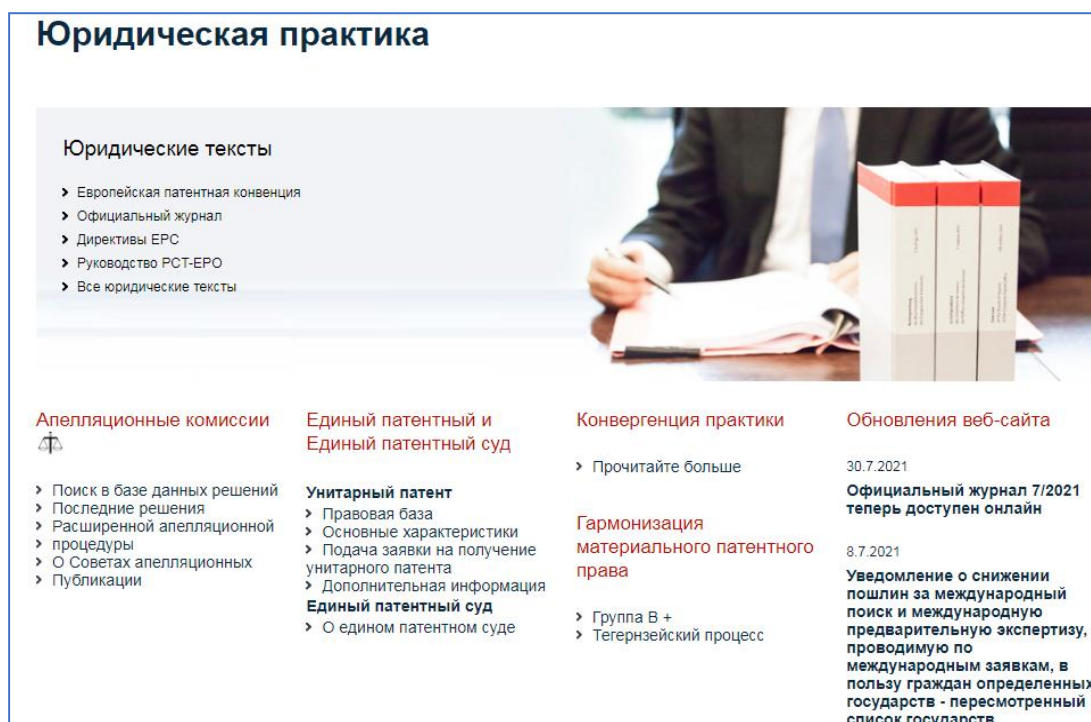 Юридическая практика
Юридические тексты
Европейская патентная конвенция
Официальный журнал
Директивы EPC
Руководство PCT-EPO
Все юридические тексты
Апелляционные комиссии
Поиск в базе данных решений
Последние решения
Расширенной апелляционной
процедуры
О Советах апелляционных
Публикации
Единый патентный и
Единый патентный суд
Унитарный патент
Правовая база
Основные характеристики
Подача заявки на получение
унитарного патента
Дополнительная информация
Единый патентный суд
О едином патентном суде
Конвергенция практики
Прочитайте больше
Гармонизация
материального патентного
права
Группа B +
Тегернзейский процесс
Обновления веб-сайта
30.7.2021
Официальный журнал 7/2021
теперь доступен онлайн
8.7.2021
Уведомление о снижении
пошлин за международный
поиск и международную
предварительную экспертизу,
проводимую по
международным заявкам, в
пользу граждан определенных
государств - пересмотренный
список государств